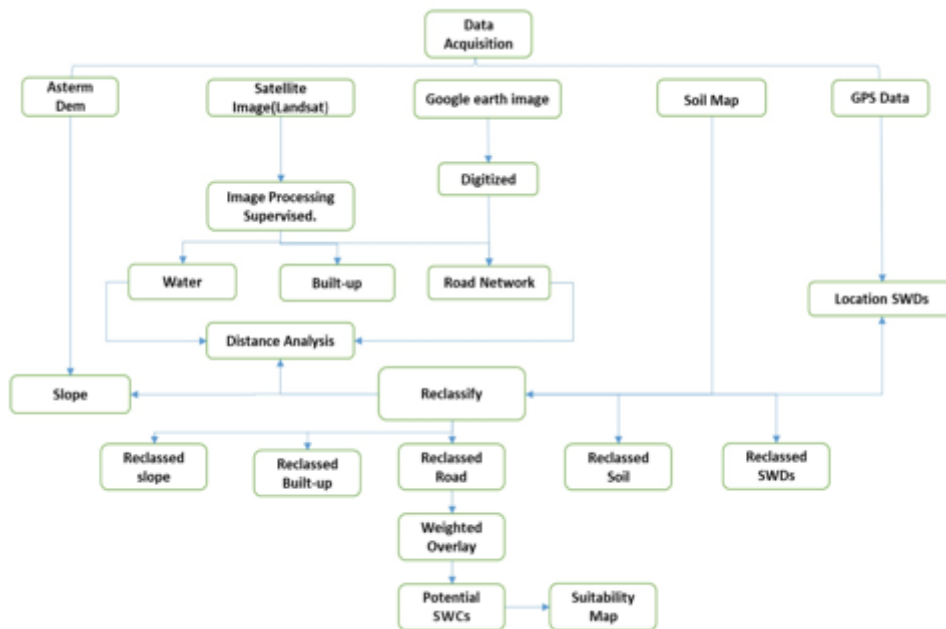 Data
Acquisition
Asterm
Dem
Satellite
Image(Landsat)
Google earth image
Soil Map
GPS Data
Digitized
Image Processing
Supervised.
Water
Built-up
Road Network
Location SWDs
Distance Analysis
Slope
Reclassify
Reclassed
slope
Reclassed
Built-up
Reclassed
Road
Reclassed
Soil
Reclassed
SWDs
Weighted
Overlay
Potential
SWCs
Suitability
Map